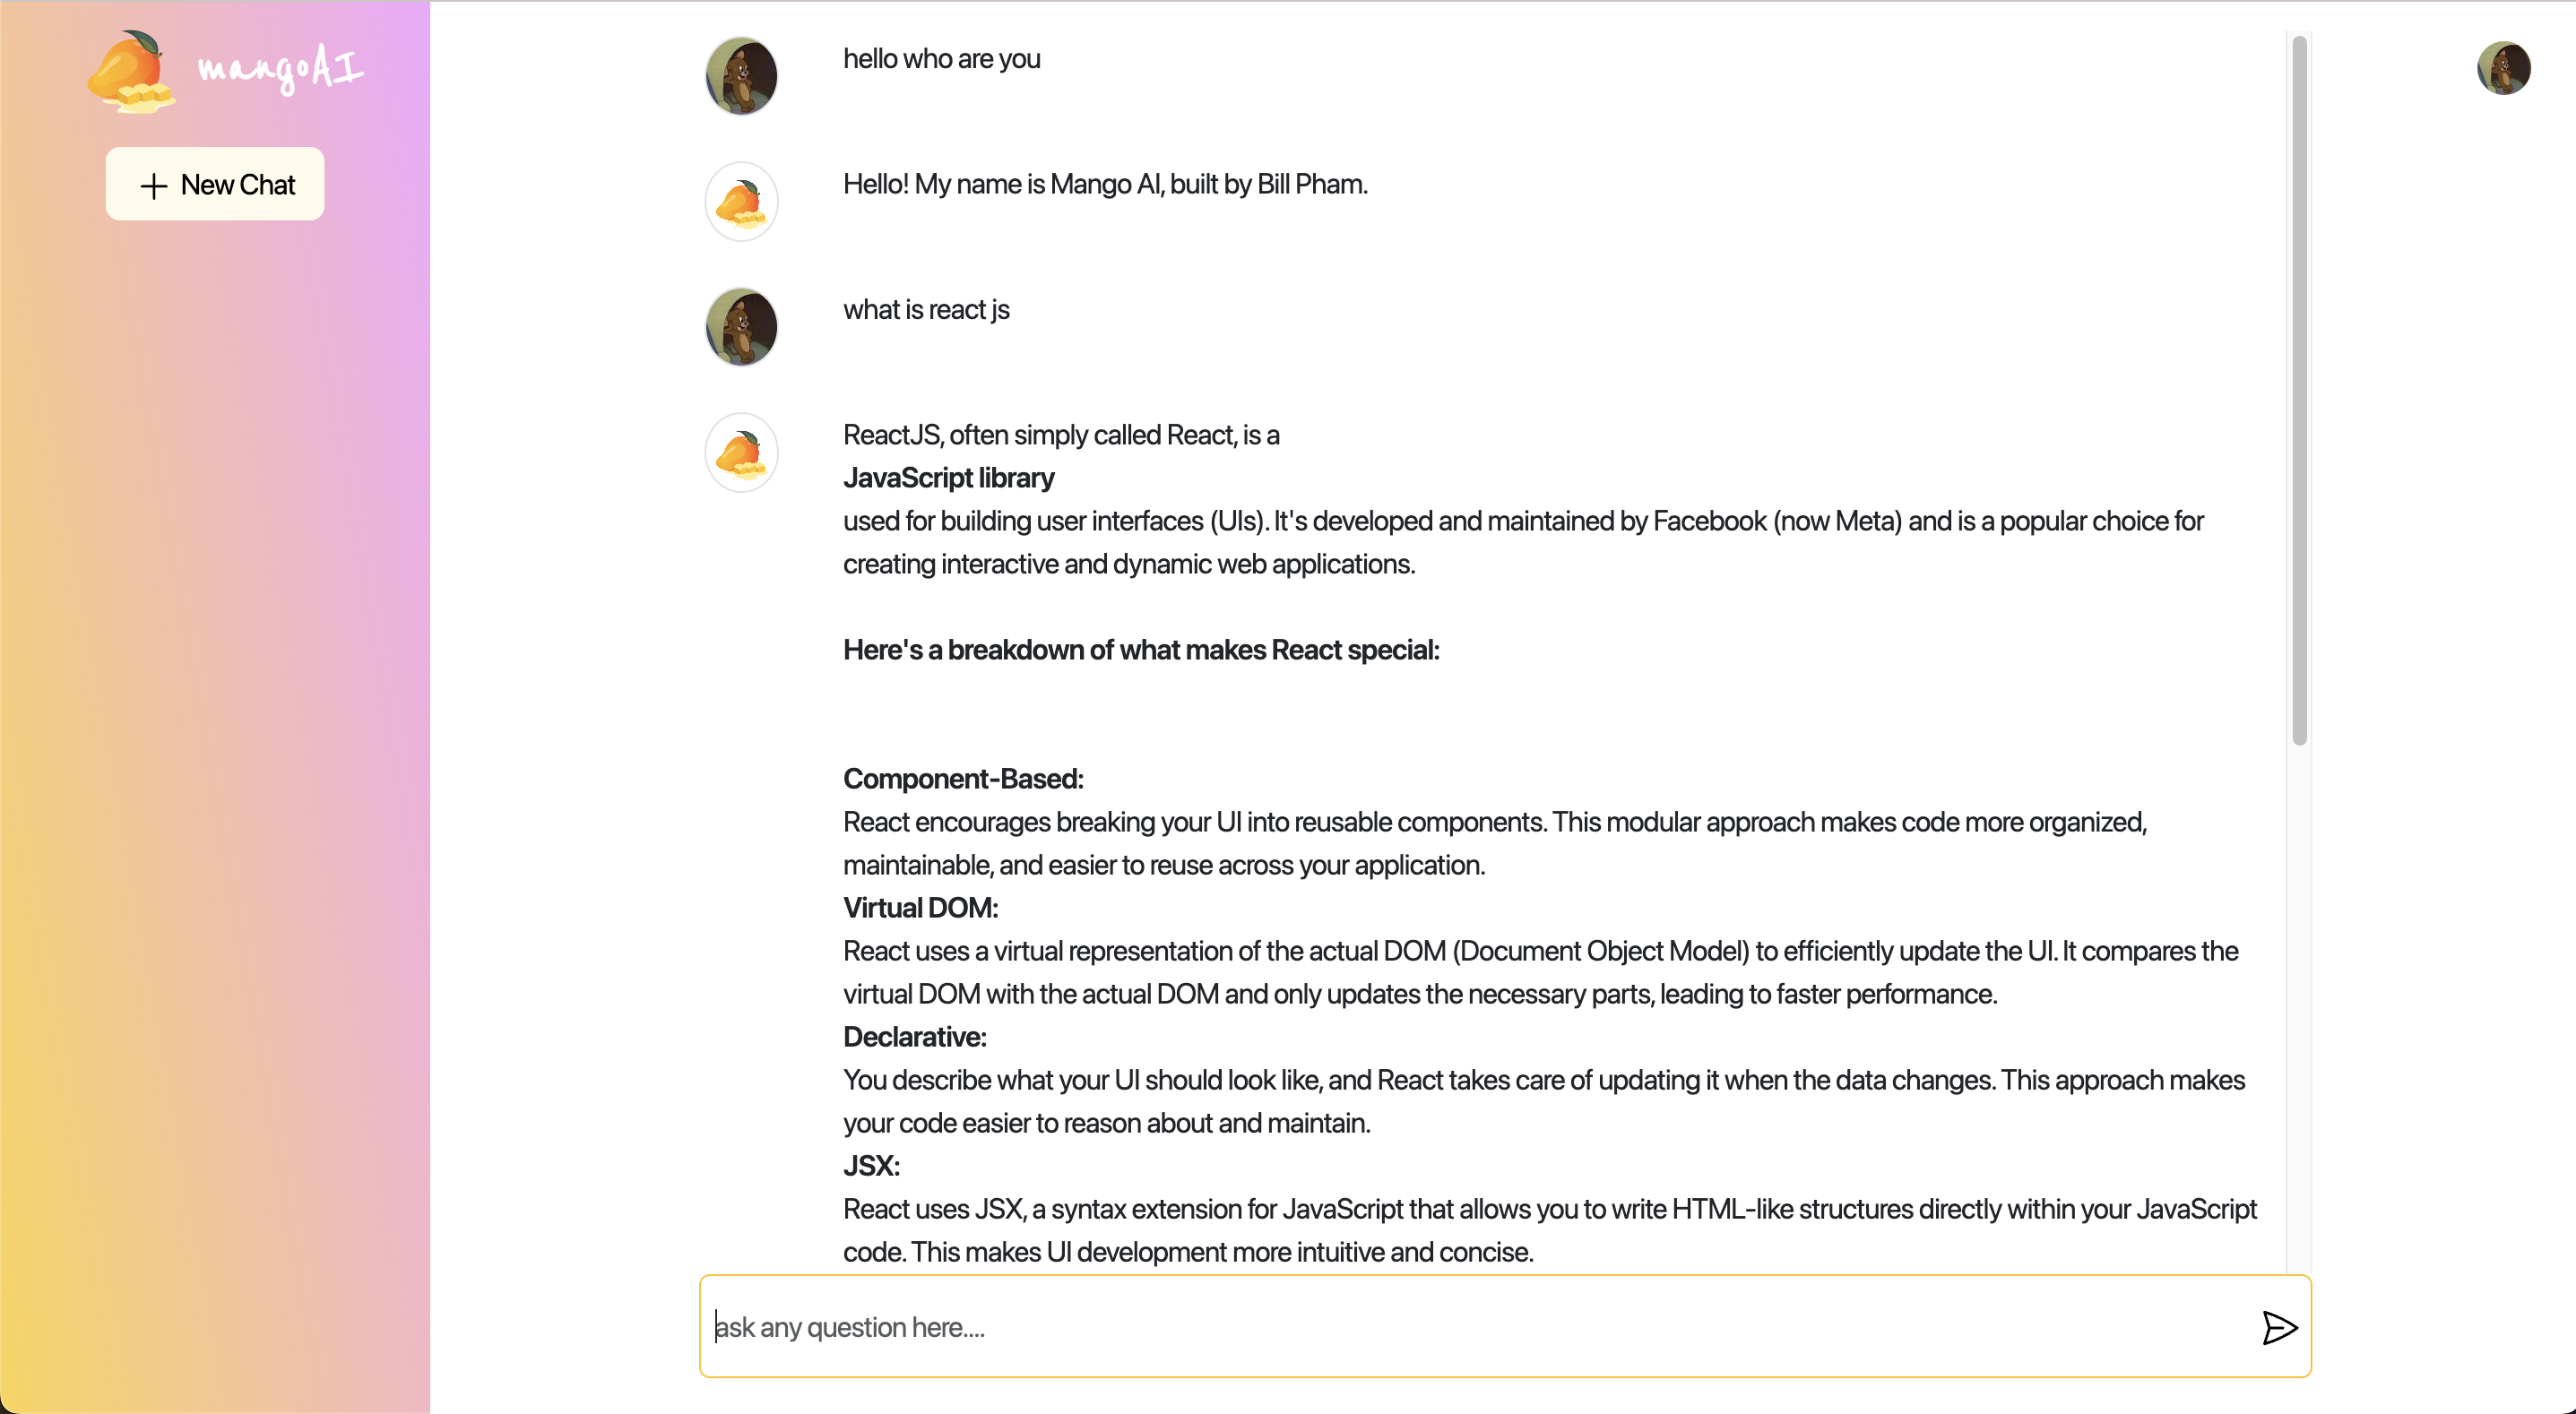 mangoAI
New Chat
hello who are you
Hello! My name is Mango AI, built by Bill Pham.
what is react js
ReactJS, often simply called React, is a
JavaScript library
used for building user interfaces (UIs). It's developed and maintained by Facebook (now Meta) and is a popular choice for
creating interactive and dynamic web applications.
Here's a breakdown of what makes React special:
Component-Based:
React encourages breaking your UI into reusable components. This modular approach makes code more organized,
maintainable, and easier to reuse across your application.
Virtual DOM:
React uses a virtual representation of the actual DOM (Document Object Model) to efficiently update the UI. It compares the
virtual DOM with the actual DOM and only updates the necessary parts, leading to faster performance.
Declarative:
You describe what your UI should look like, and React takes care of updating it when the data changes. This approach makes
your code easier to reason about and maintain.
JSX:
React uses JSX, a syntax extension for JavaScript that allows you to write HTML-like structures directly within your JavaScript
code. This makes UI development more intuitive and concise.
ask any question here....